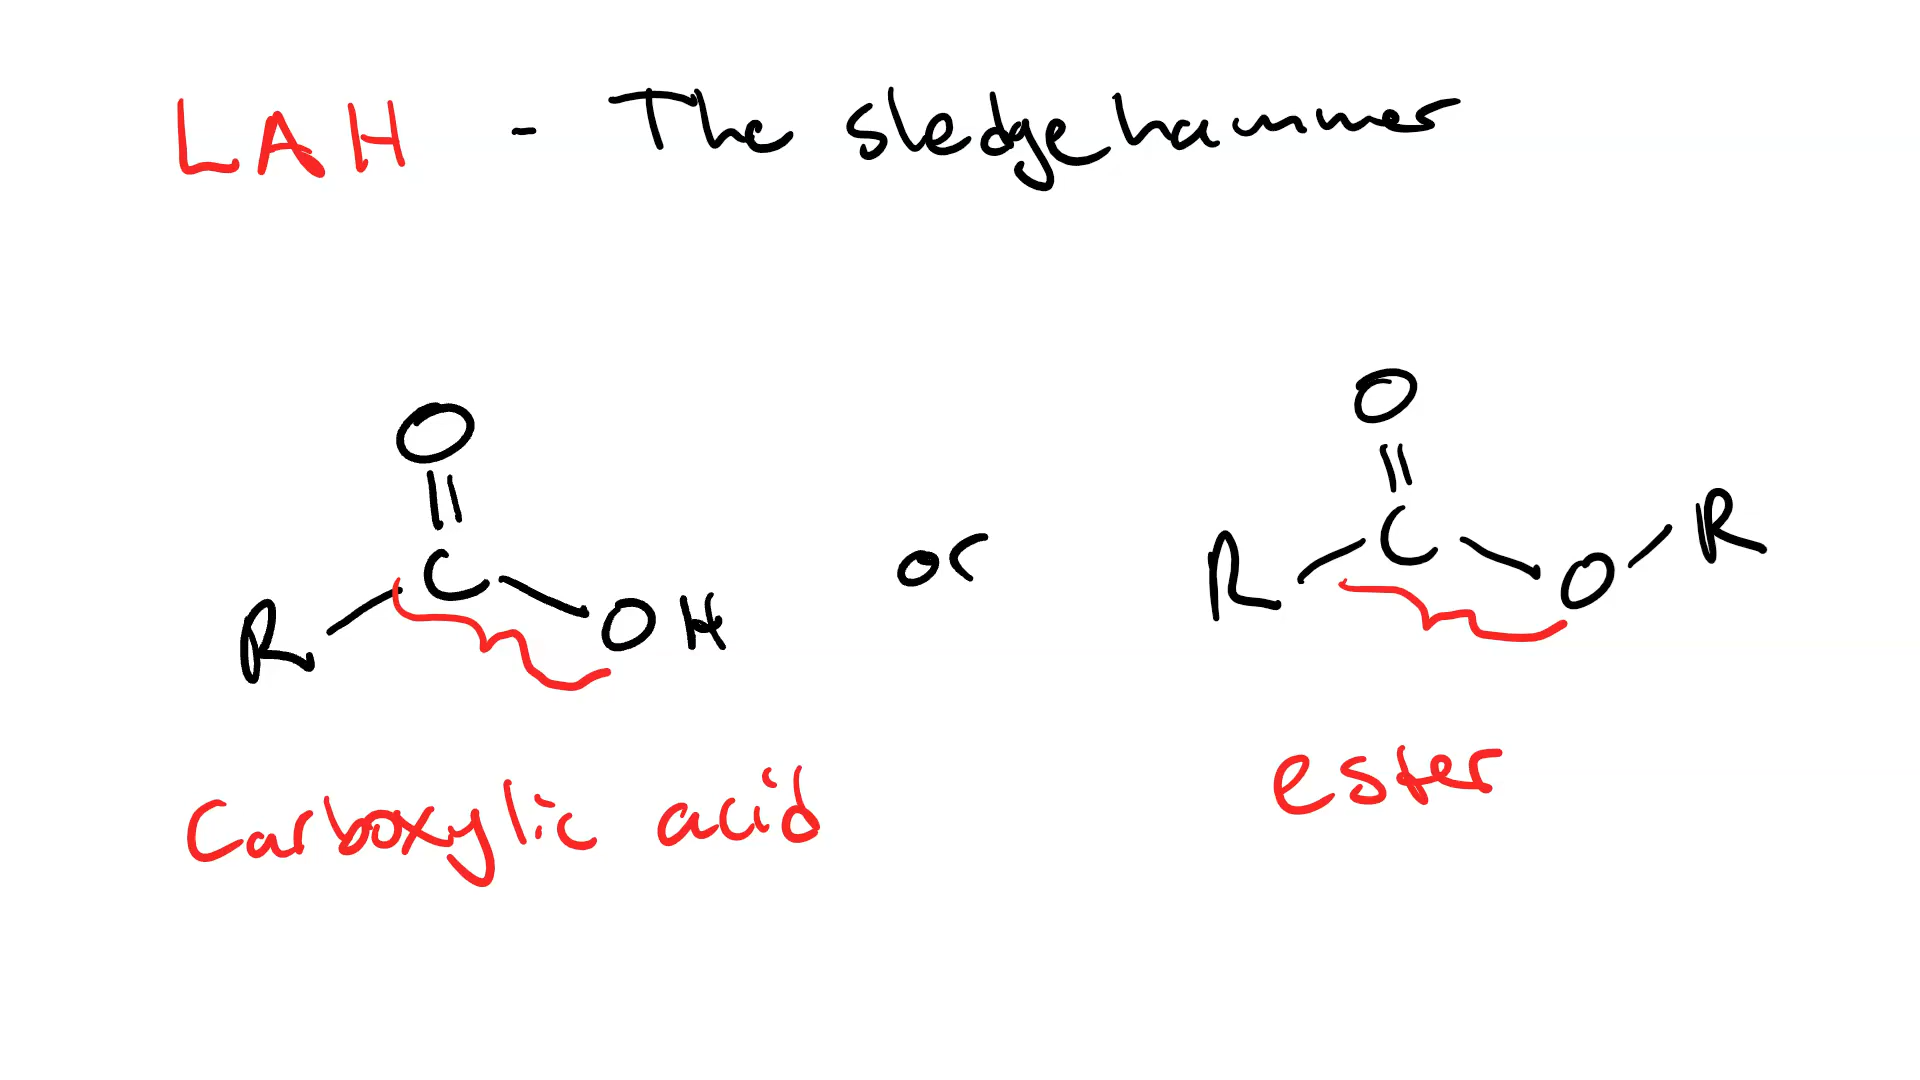 LAH - The sledgehammer
O
||
R C OH
or
O
||
R C O R
Carboxylic acid
ester